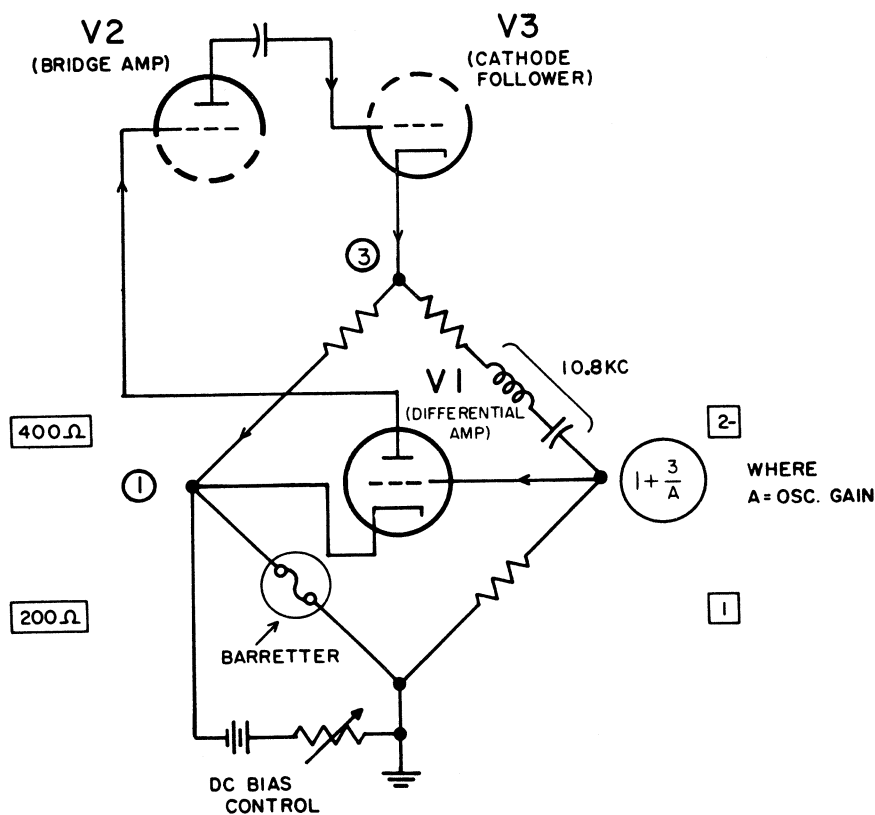 V2
(BRIDGE AMP)
V3
(CATHODE
FOLLOWER)
3
10.8KC
V1
(DIFFERENTIAL
AMP)
400Ω
2-
1
1 + 3/A
WHERE
A = OSC. GAIN
200Ω
1
BARRETTER
DC BIAS
CONTROL